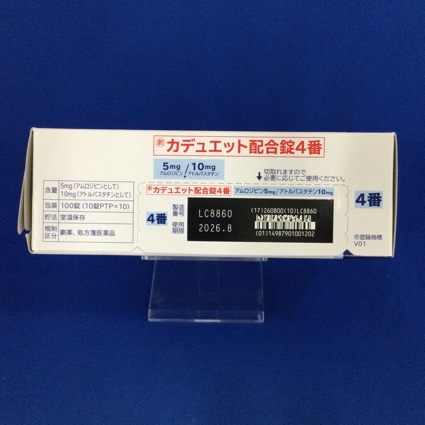 劇 カデュエット配合錠4番
5mg/10mg
アムロジピン アトルバスタチン
切取れますので
必要に応じてご使用ください。
含量 5mg(アムロジピンとして)
10mg(アトルバスタチンとして)
包装 100錠(10錠PTP×10)
貯法 室温保存
規制区分 劇薬、処方箋医薬品
劇 カデュエット配合錠4番 アムロジピン5mg/アトルバスタチン10mg
4番
製造番号 LC8860
使用期限 2026.8
(17)260800(10)LC8860
(01)14987901001202
4番
®登録商標
V01